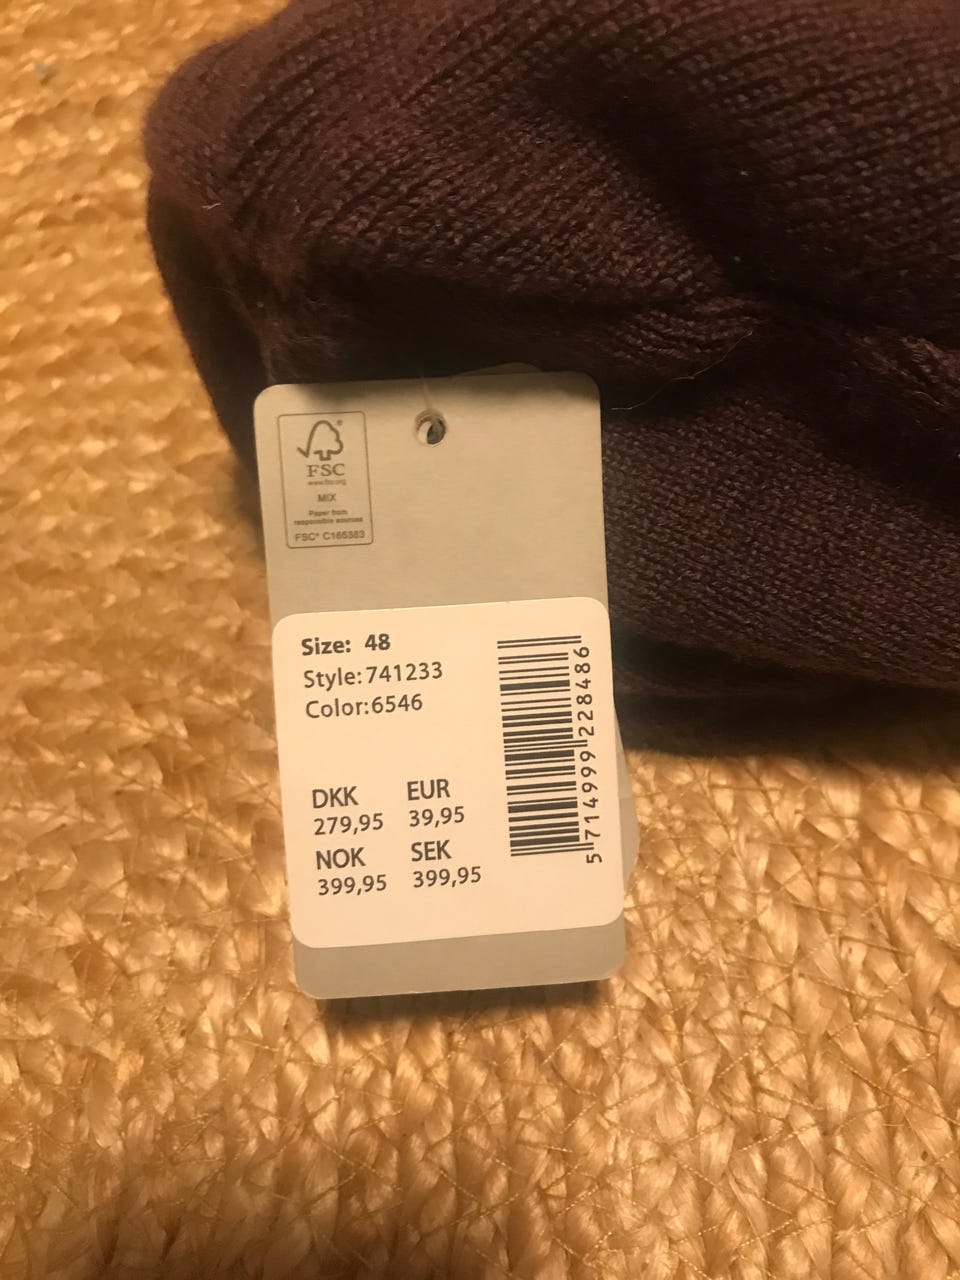 FSC
www.fsc.org
MIX
Paper from
responsible sources
FSC® C165383
Size: 48
Style:741233
Color:6546
DKK EUR
279,95 39,95
NOK SEK
399,95 399,95
5 714999 228486